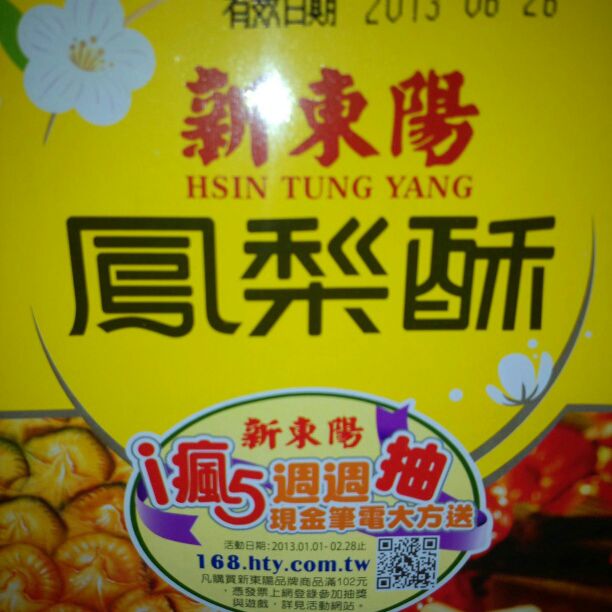 有效日期 2013 06 26
新東陽
HSIN TUNG YANG
鳳梨酥
新東陽
i瘋5週週抽
現金筆電大方送
活動日期:2013.01.01-02.28止
168.hty.com.tw
凡購買新東陽品牌商品滿102元
,憑發票上網登錄參加抽獎
與遊戲,詳見活動網站。